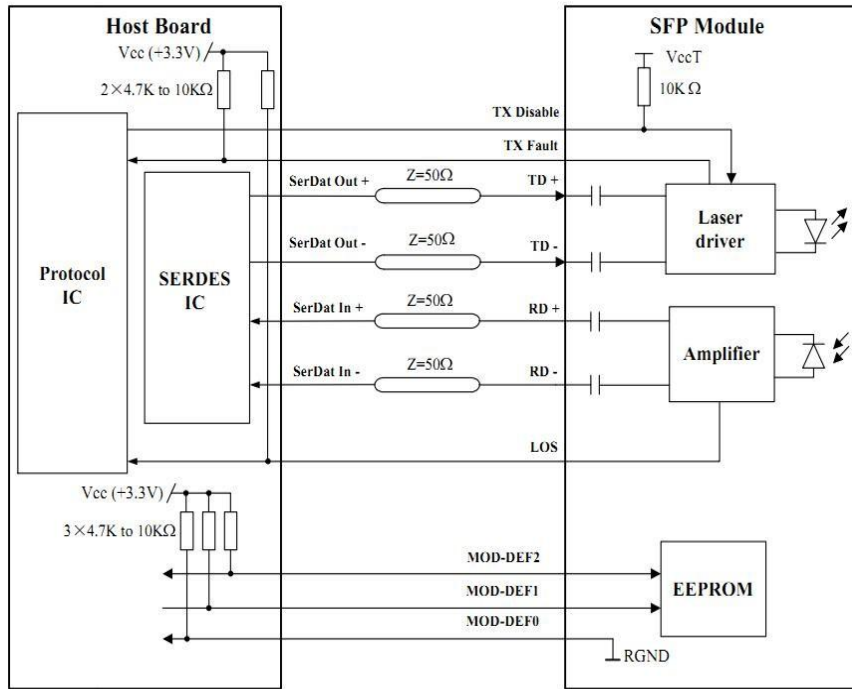 Host Board
SFP Module
Vcc (+3.3V)
VccT
2×4.7K to 10KΩ
10K Ω
TX Disable
TX Fault
SerDat Out +
Z=50Ω
TD +
Laser driver
SerDat Out -
Z=50Ω
TD -
Protocol IC
SERDES IC
SerDat In +
Z=50Ω
RD +
Amplifier
SerDat In -
Z=50Ω
RD -
LOS
Vcc (+3.3V)
3×4.7K to 10KΩ
MOD-DEF2
EEPROM
MOD-DEF1
MOD-DEF0
RGND